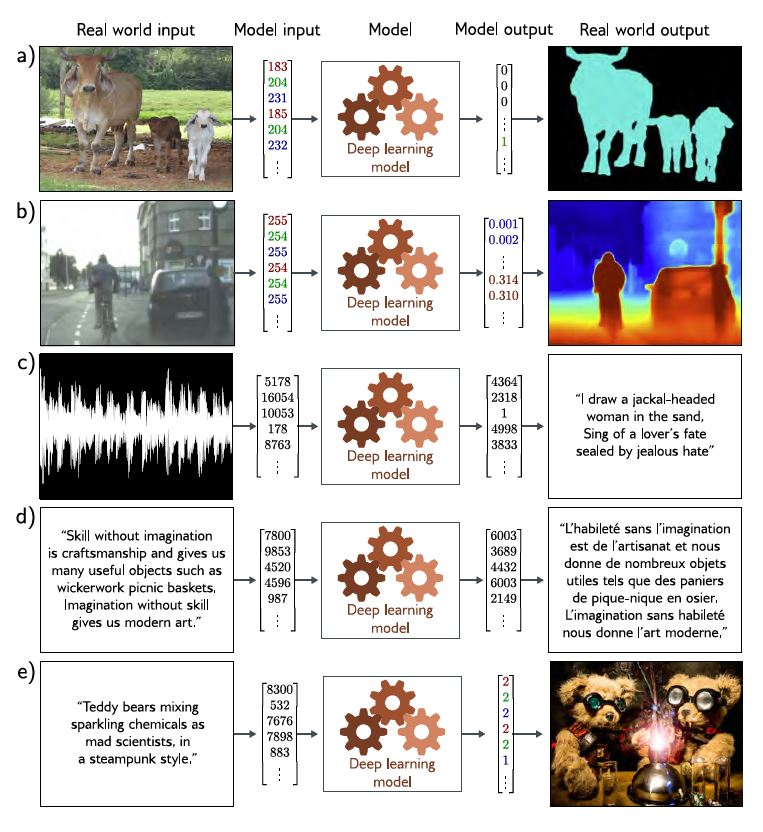 Real world input
Model input
Model
Model output
Real world output
a)
183
204
231
185
204
232
⋮
Deep learning
model
0
0
0
⋮
1
⋮
b)
255
254
255
254
254
255
⋮
Deep learning
model
0.001
0.002
⋮
0.314
0.310
⋮
c)
5178
16054
10053
178
8763
⋮
Deep learning
model
4364
2318
1
4998
3833
⋮
“I draw a jackal-headed
woman in the sand,
Sing of a lover’s fate
sealed by jealous hate”
d)
“Skill without imagination
is craftsmanship and gives us
many useful objects such as
wickerwork picnic baskets.
Imagination without skill
gives us modern art.”
7800
9853
4520
4596
987
⋮
Deep learning
model
6003
3689
4432
6003
2149
⋮
“L’habileté sans l’imagination
est de l’artisanat et nous
donne de nombreux objets
utiles tels que des paniers
de pique-nique en osier.
L’imagination sans habileté
nous donne l’art moderne.”
e)
“Teddy bears mixing
sparkling chemicals as
mad scientists, in
a steampunk style.”
8300
532
7676
7898
883
⋮
Deep learning
model
2
2
2
2
2
1
⋮